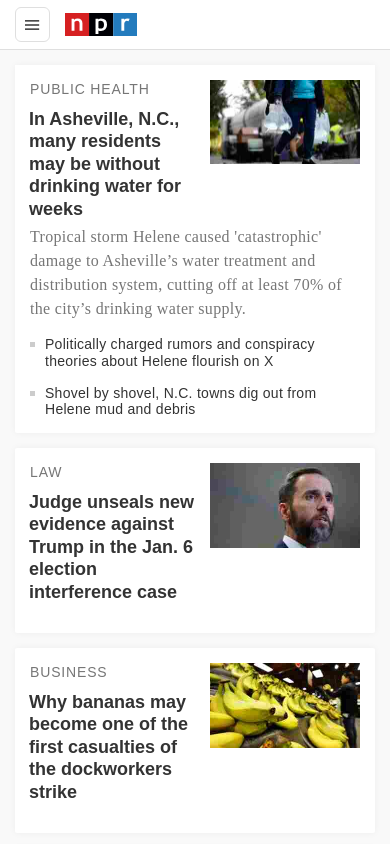 npr
PUBLIC HEALTH
In Asheville, N.C.,
many residents
may be without
drinking water for
weeks
Tropical storm Helene caused 'catastrophic'
damage to Asheville’s water treatment and
distribution system, cutting off at least 70% of
the city’s drinking water supply.
Politically charged rumors and conspiracy
theories about Helene flourish on X
Shovel by shovel, N.C. towns dig out from
Helene mud and debris
LAW
Judge unseals new
evidence against
Trump in the Jan. 6
election
interference case
BUSINESS
Why bananas may
become one of the
first casualties of
the dockworkers
strike